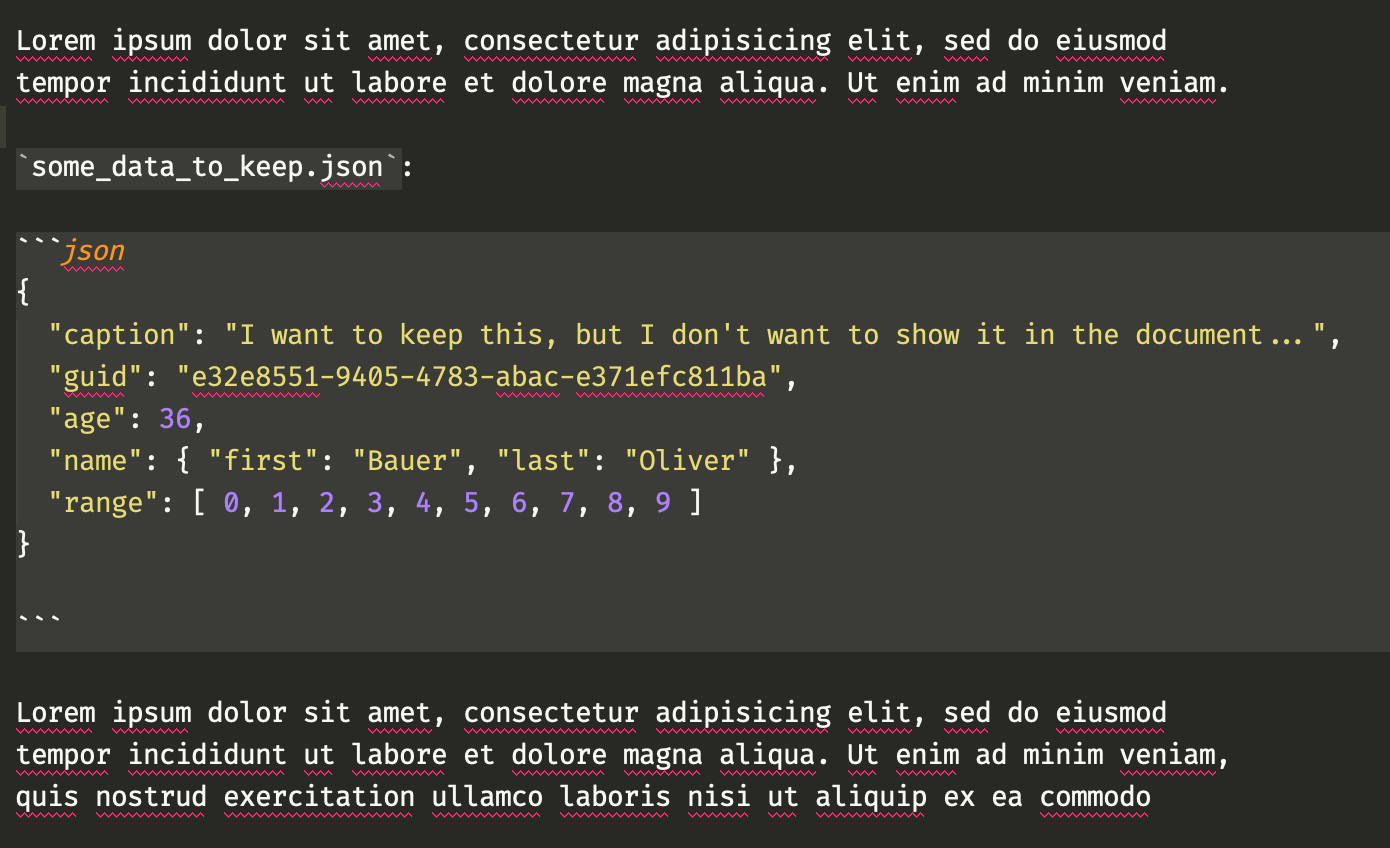 Lorem ipsum dolor sit amet, consectetur adipisicing elit, sed do eiusmod
tempor incididunt ut labore et dolore magna aliqua. Ut enim ad minim veniam.
`some_data_to_keep.json`:
```json
{
  "caption": "I want to keep this, but I don't want to show it in the document...",
  "guid": "e32e8551-9405-4783-abac-e371efc811ba",
  "age": 36,
  "name": { "first": "Bauer", "last": "Oliver" },
  "range": [ 0, 1, 2, 3, 4, 5, 6, 7, 8, 9 ]
}
```
Lorem ipsum dolor sit amet, consectetur adipisicing elit, sed do eiusmod
tempor incididunt ut labore et dolore magna aliqua. Ut enim ad minim veniam,
quis nostrud exercitation ullamco laboris nisi ut aliquip ex ea commodo